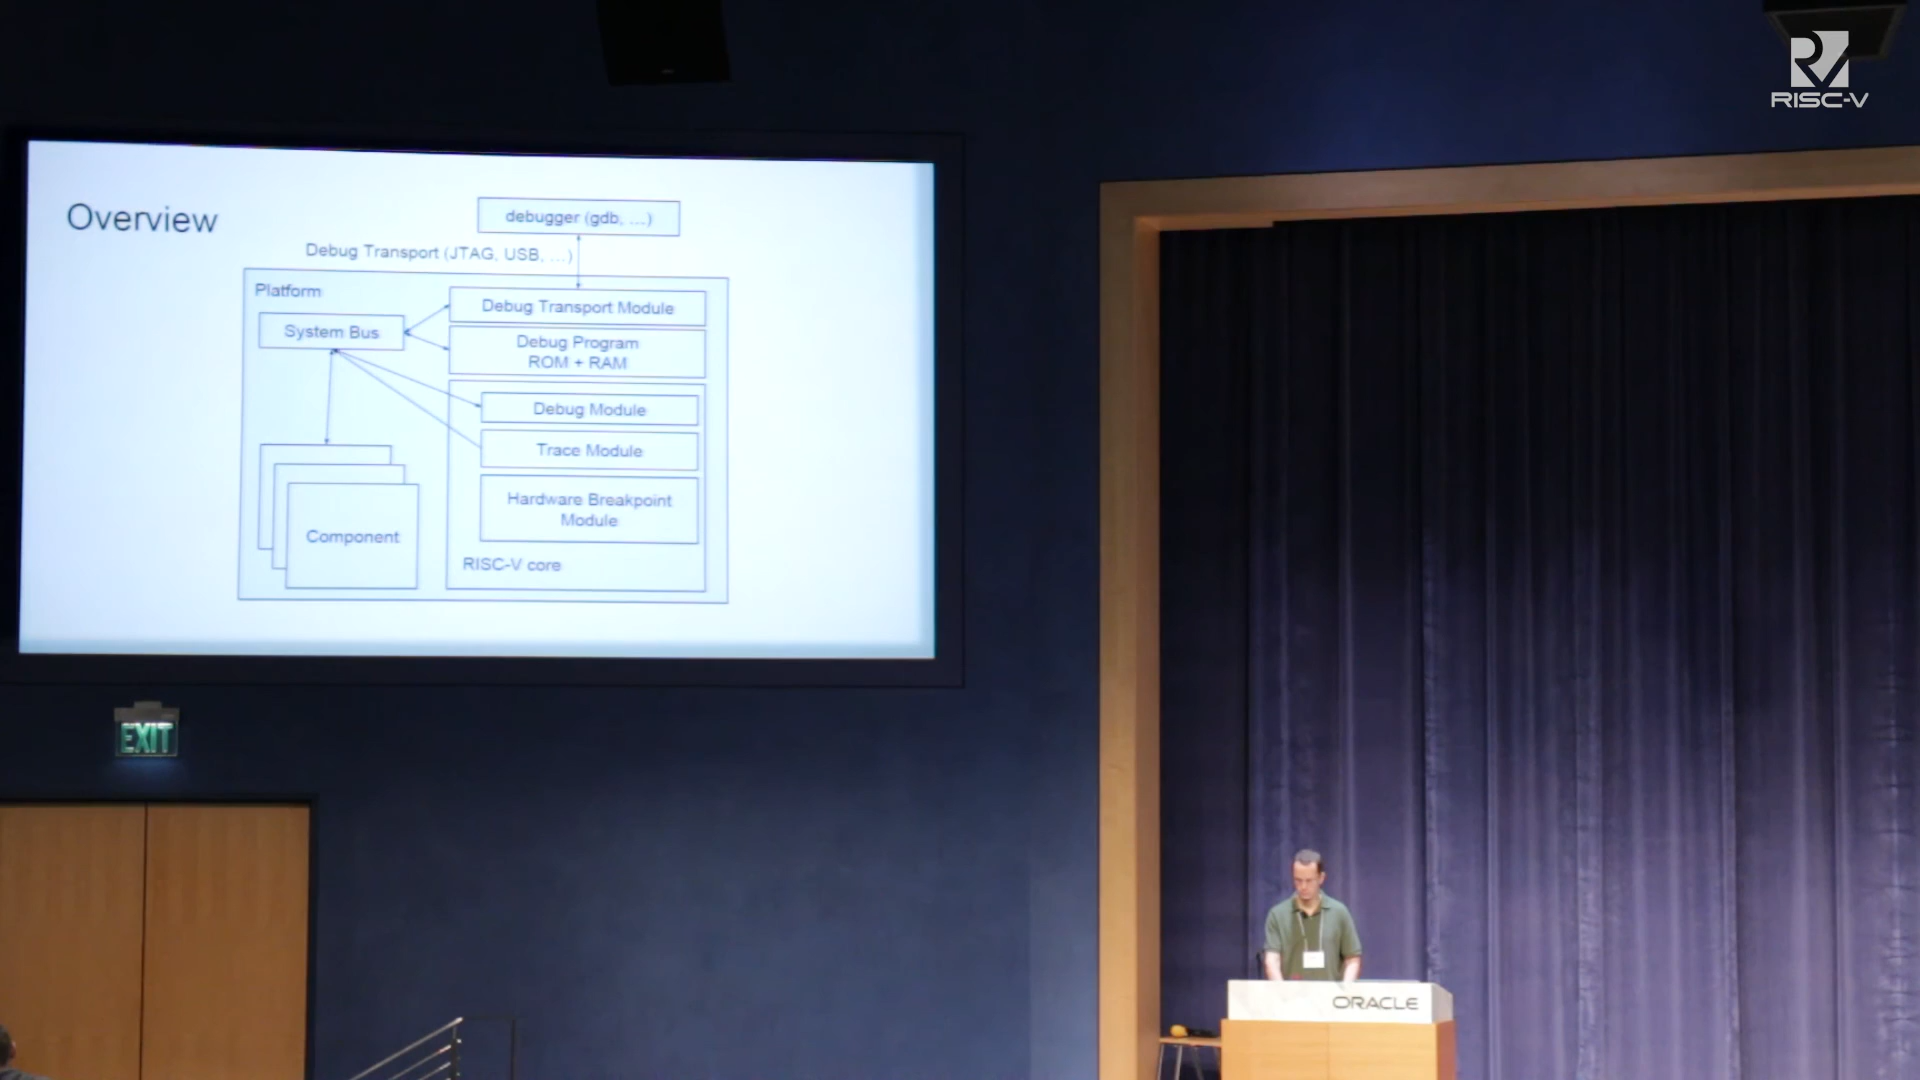 RISC-V
Overview
debugger (gdb, ...)
Debug Transport (JTAG, USB, ...)
Platform
Debug Transport Module
System Bus
Debug Program
ROM + RAM
Debug Module
Trace Module
Hardware Breakpoint
Module
Component
RISC-V core
EXIT
ORACLE